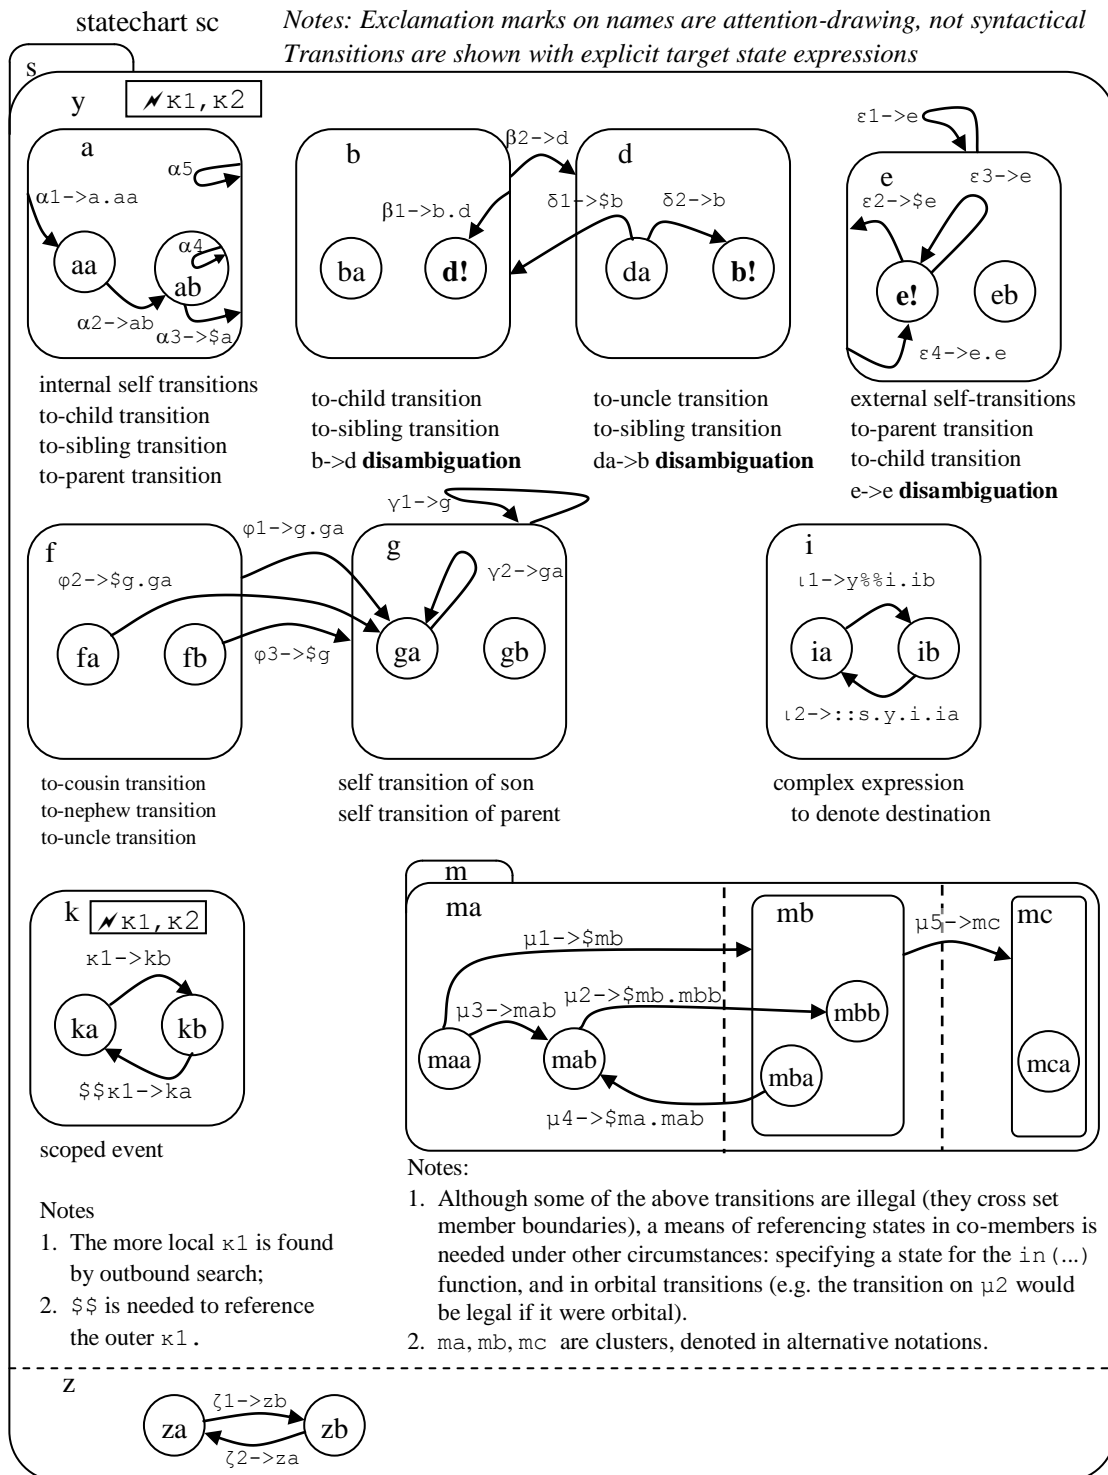 statechart sc
Notes: Exclamation marks on names are attention-drawing, not syntactical
Transitions are shown with explicit target state expressions
s
y
κ1,κ2
a
α5
α1->a.aa
aa
α4
ab
α2->ab
α3->$a
internal self transitions
to-child transition
to-sibling transition
to-parent transition
b
β2->d
β1->b.d
ba
d!
to-child transition
to-sibling transition
b->d disambiguation
d
δ1->$b
δ2->b
da
b!
to-uncle transition
to-sibling transition
da->b disambiguation
ε1->e
e
ε3->e
ε2->$e
e!
eb
ε4->e.e
external self-transitions
to-parent transition
to-child transition
e->e disambiguation
f
φ1->g.ga
φ2->$g.ga
fa
fb
φ3->$g
to-cousin transition
to-nephew transition
to-uncle transition
γ1->g
g
γ2->ga
ga
gb
self transition of son
self transition of parent
i
ι1->y%%i.ib
ia
ib
ι2->::s.y.i.ia
complex expression
to denote destination
k
κ1,κ2
κ1->kb
ka
kb
$$κ1->ka
scoped event
Notes
1. The more local κ1 is found
by outbound search;
2. $$ is needed to reference
the outer κ1.
m
ma
mb
mc
μ1->$mb
μ5->mc
μ3->mab
μ2->$mb.mbb
mbb
maa
mab
mba
mca
μ4->$ma.mab
Notes:
1. Although some of the above transitions are illegal (they cross set
member boundaries), a means of referencing states in co-members is
needed under other circumstances: specifying a state for the in(...)
function, and in orbital transitions (e.g. the transition on μ2 would
be legal if it were orbital).
2. ma, mb, mc are clusters, denoted in alternative notations.
z
ζ1->zb
za
zb
ζ2->za